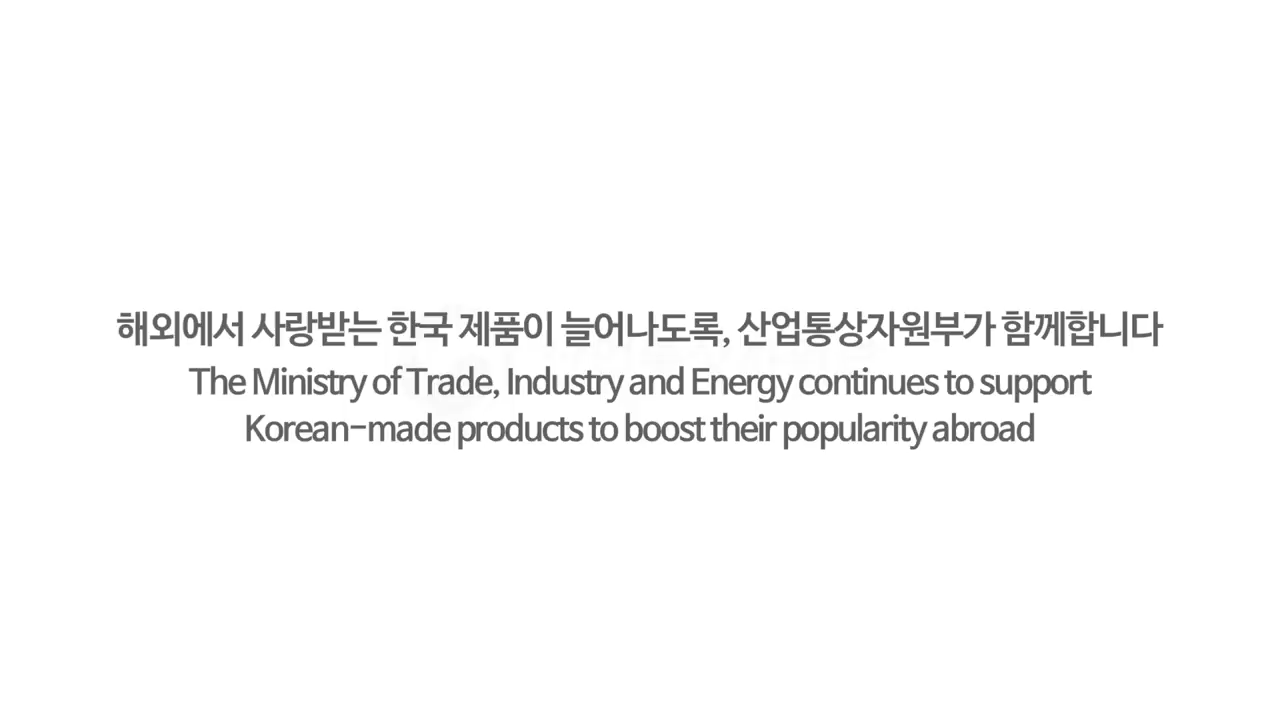 해외에서 사랑받는 한국 제품이 늘어나도록, 산업통상자원부가 함께합니다
The Ministry of Trade, Industry and Energy continues to support
Korean-made products to boost their popularity abroad